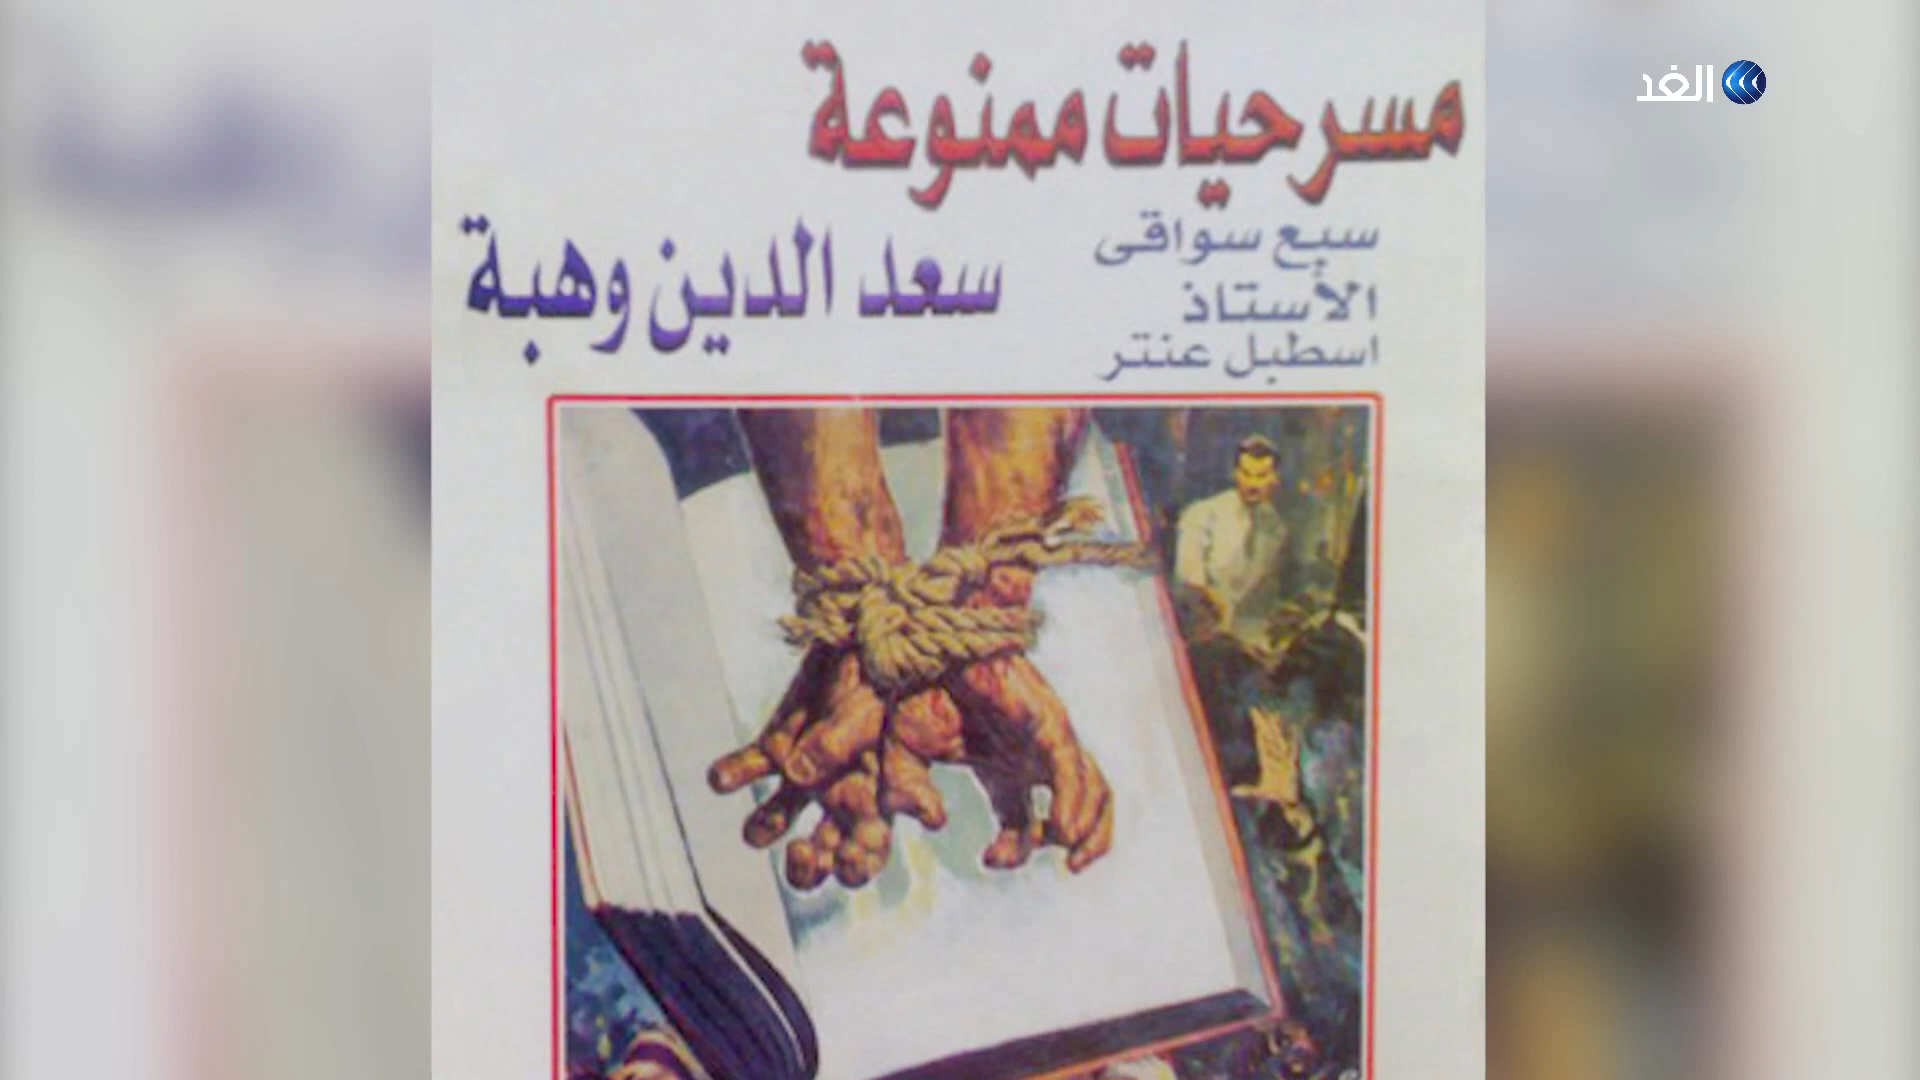 الغد
مسرحيات ممنوعة
سبع سواقى
الأستاذ
اسطبل عنتر
سعد الدين وهبة